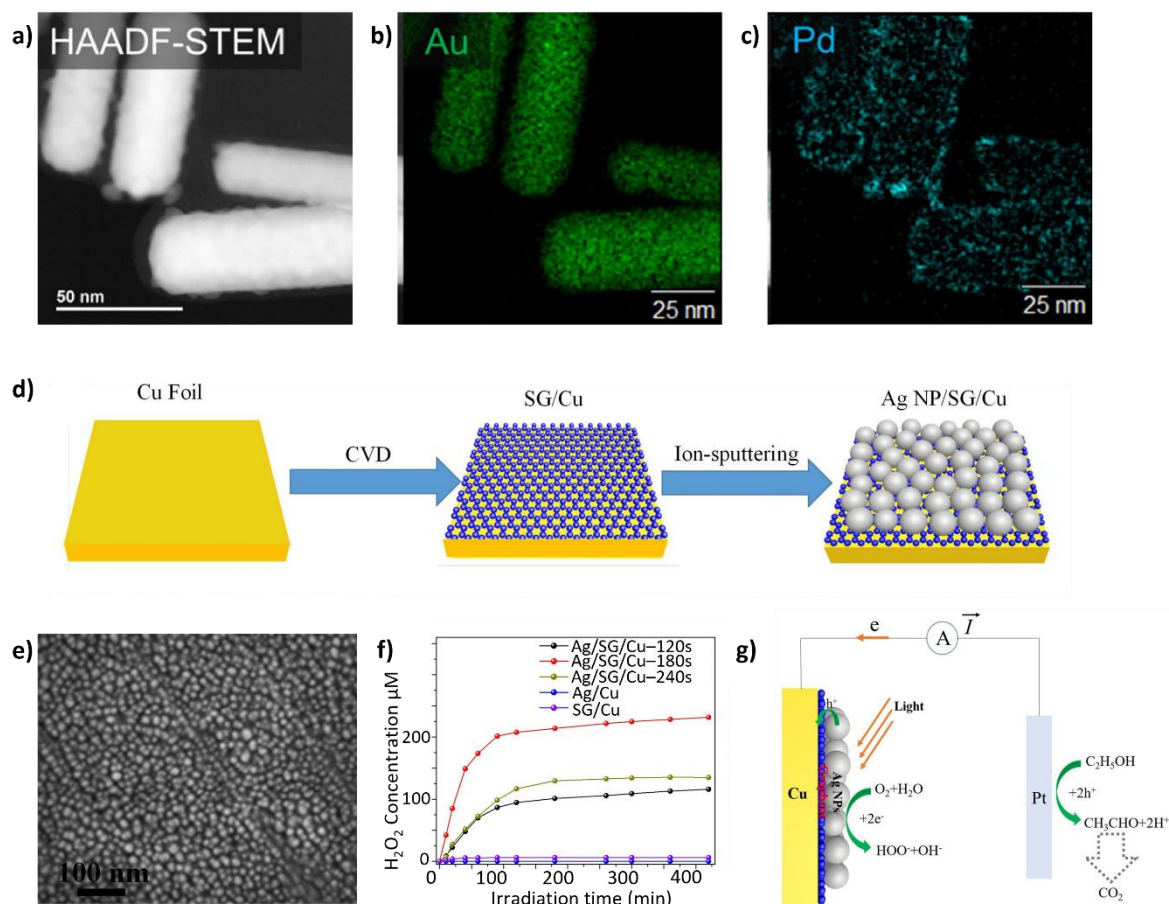 a)
HAADF-STEM
50 nm
b)
Au
25 nm
c)
Pd
25 nm
d)
Cu Foil
CVD
SG/Cu
Ion-sputtering
Ag NP/SG/Cu
e)
100 nm
f)
H₂O₂ Concentration μM
200
100
0
Ag/SG/Cu–120s
Ag/SG/Cu–180s
Ag/SG/Cu–240s
Ag/Cu
SG/Cu
0 100 200 300 400
Irradiation time (min)
g)
e
A
I
h⁺
Light
Cu
Graphene
Ag NPs
O₂+H₂O
+2e⁻
HOO⁻+OH⁻
Pt
C₂H₅OH
+2h⁺
CH₃CHO+2H⁺
CO₂